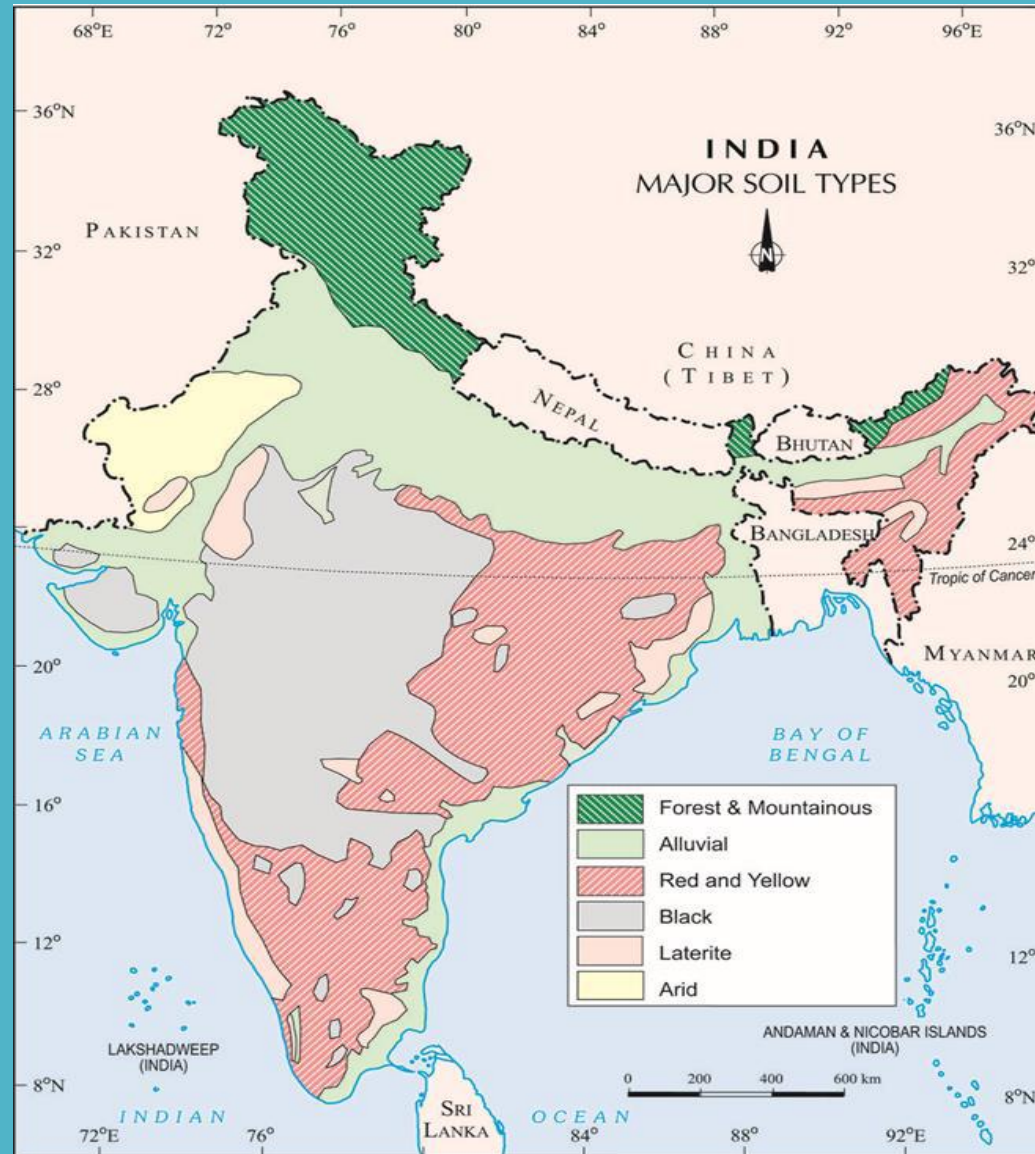 68°E 72° 76° 80° 84° 88° 92° 96°E
36°N
36°N
INDIA
MAJOR SOIL TYPES
N
PAKISTAN
32°
32°
CHINA
(TIBET)
NEPAL
28°
28°
BHUTAN
BANGLADESH
24°
Tropic of Cancer
MYANMAR
20°
20°
ARABIAN
SEA
BAY OF
BENGAL
16°
Forest & Mountainous
Alluvial
Red and Yellow
Black
Laterite
Arid
12°
12°
LAKSHADWEEP
(INDIA)
ANDAMAN & NICOBAR ISLANDS
(INDIA)
0 200 400 600 km
8°N
8°N
INDIAN OCEAN
SRI
LANKA
72°E 76° 84° 88° 92°E